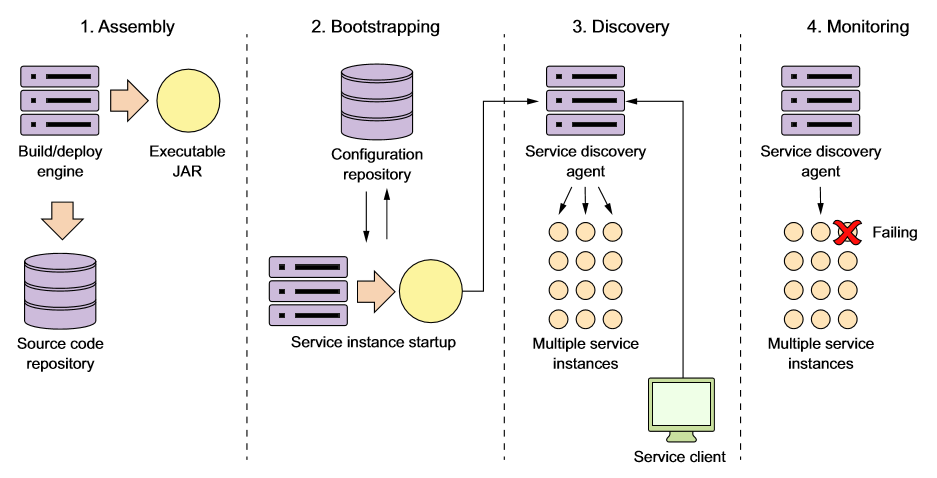 1. Assembly
2. Bootstrapping
3. Discovery
4. Monitoring
Build/deploy
engine
Executable
JAR
Source code
repository
Configuration
repository
Service instance startup
Service discovery
agent
Multiple service
instances
Service client
Service discovery
agent
Failing
Multiple service
instances